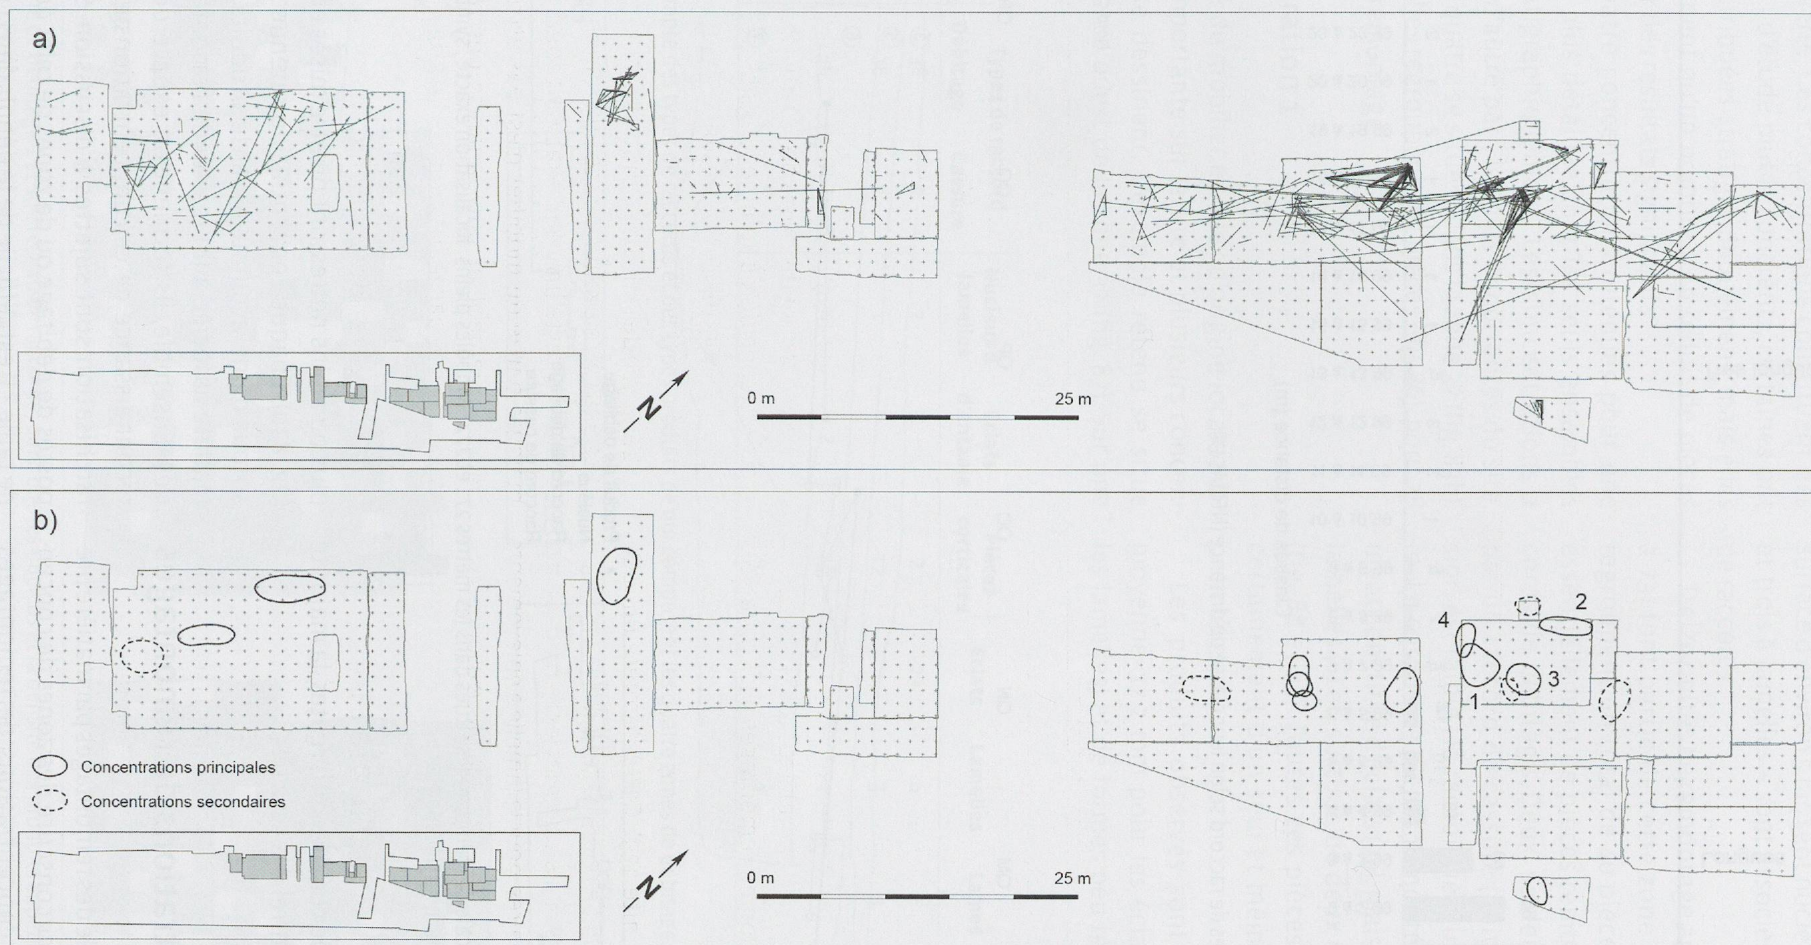 a)
N
0 m 25 m
b)
4
2
3
1
Concentrations principales
Concentrations secondaires
N
0 m 25 m